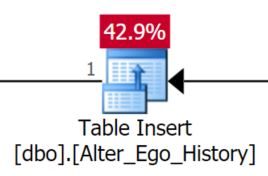 42.9%
1
Table Insert
[dbo].[Alter_Ego_History]